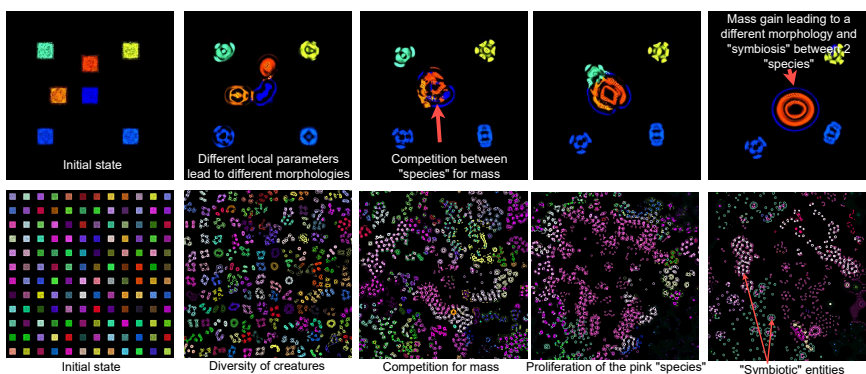 Initial state
Different local parameters
lead to different morphologies
Competition between
"species" for mass
Mass gain leading to a
different morphology and
"symbiosis" between 2
"species"
Initial state
Diversity of creatures
Competition for mass
Proliferation of the pink "species"
"Symbiotic" entities